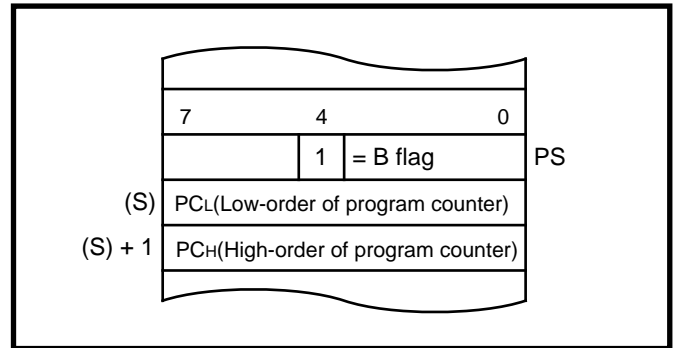 7 4 0
1 = B flag PS
(S) PCL(Low-order of program counter)
(S) + 1 PCH(High-order of program counter)